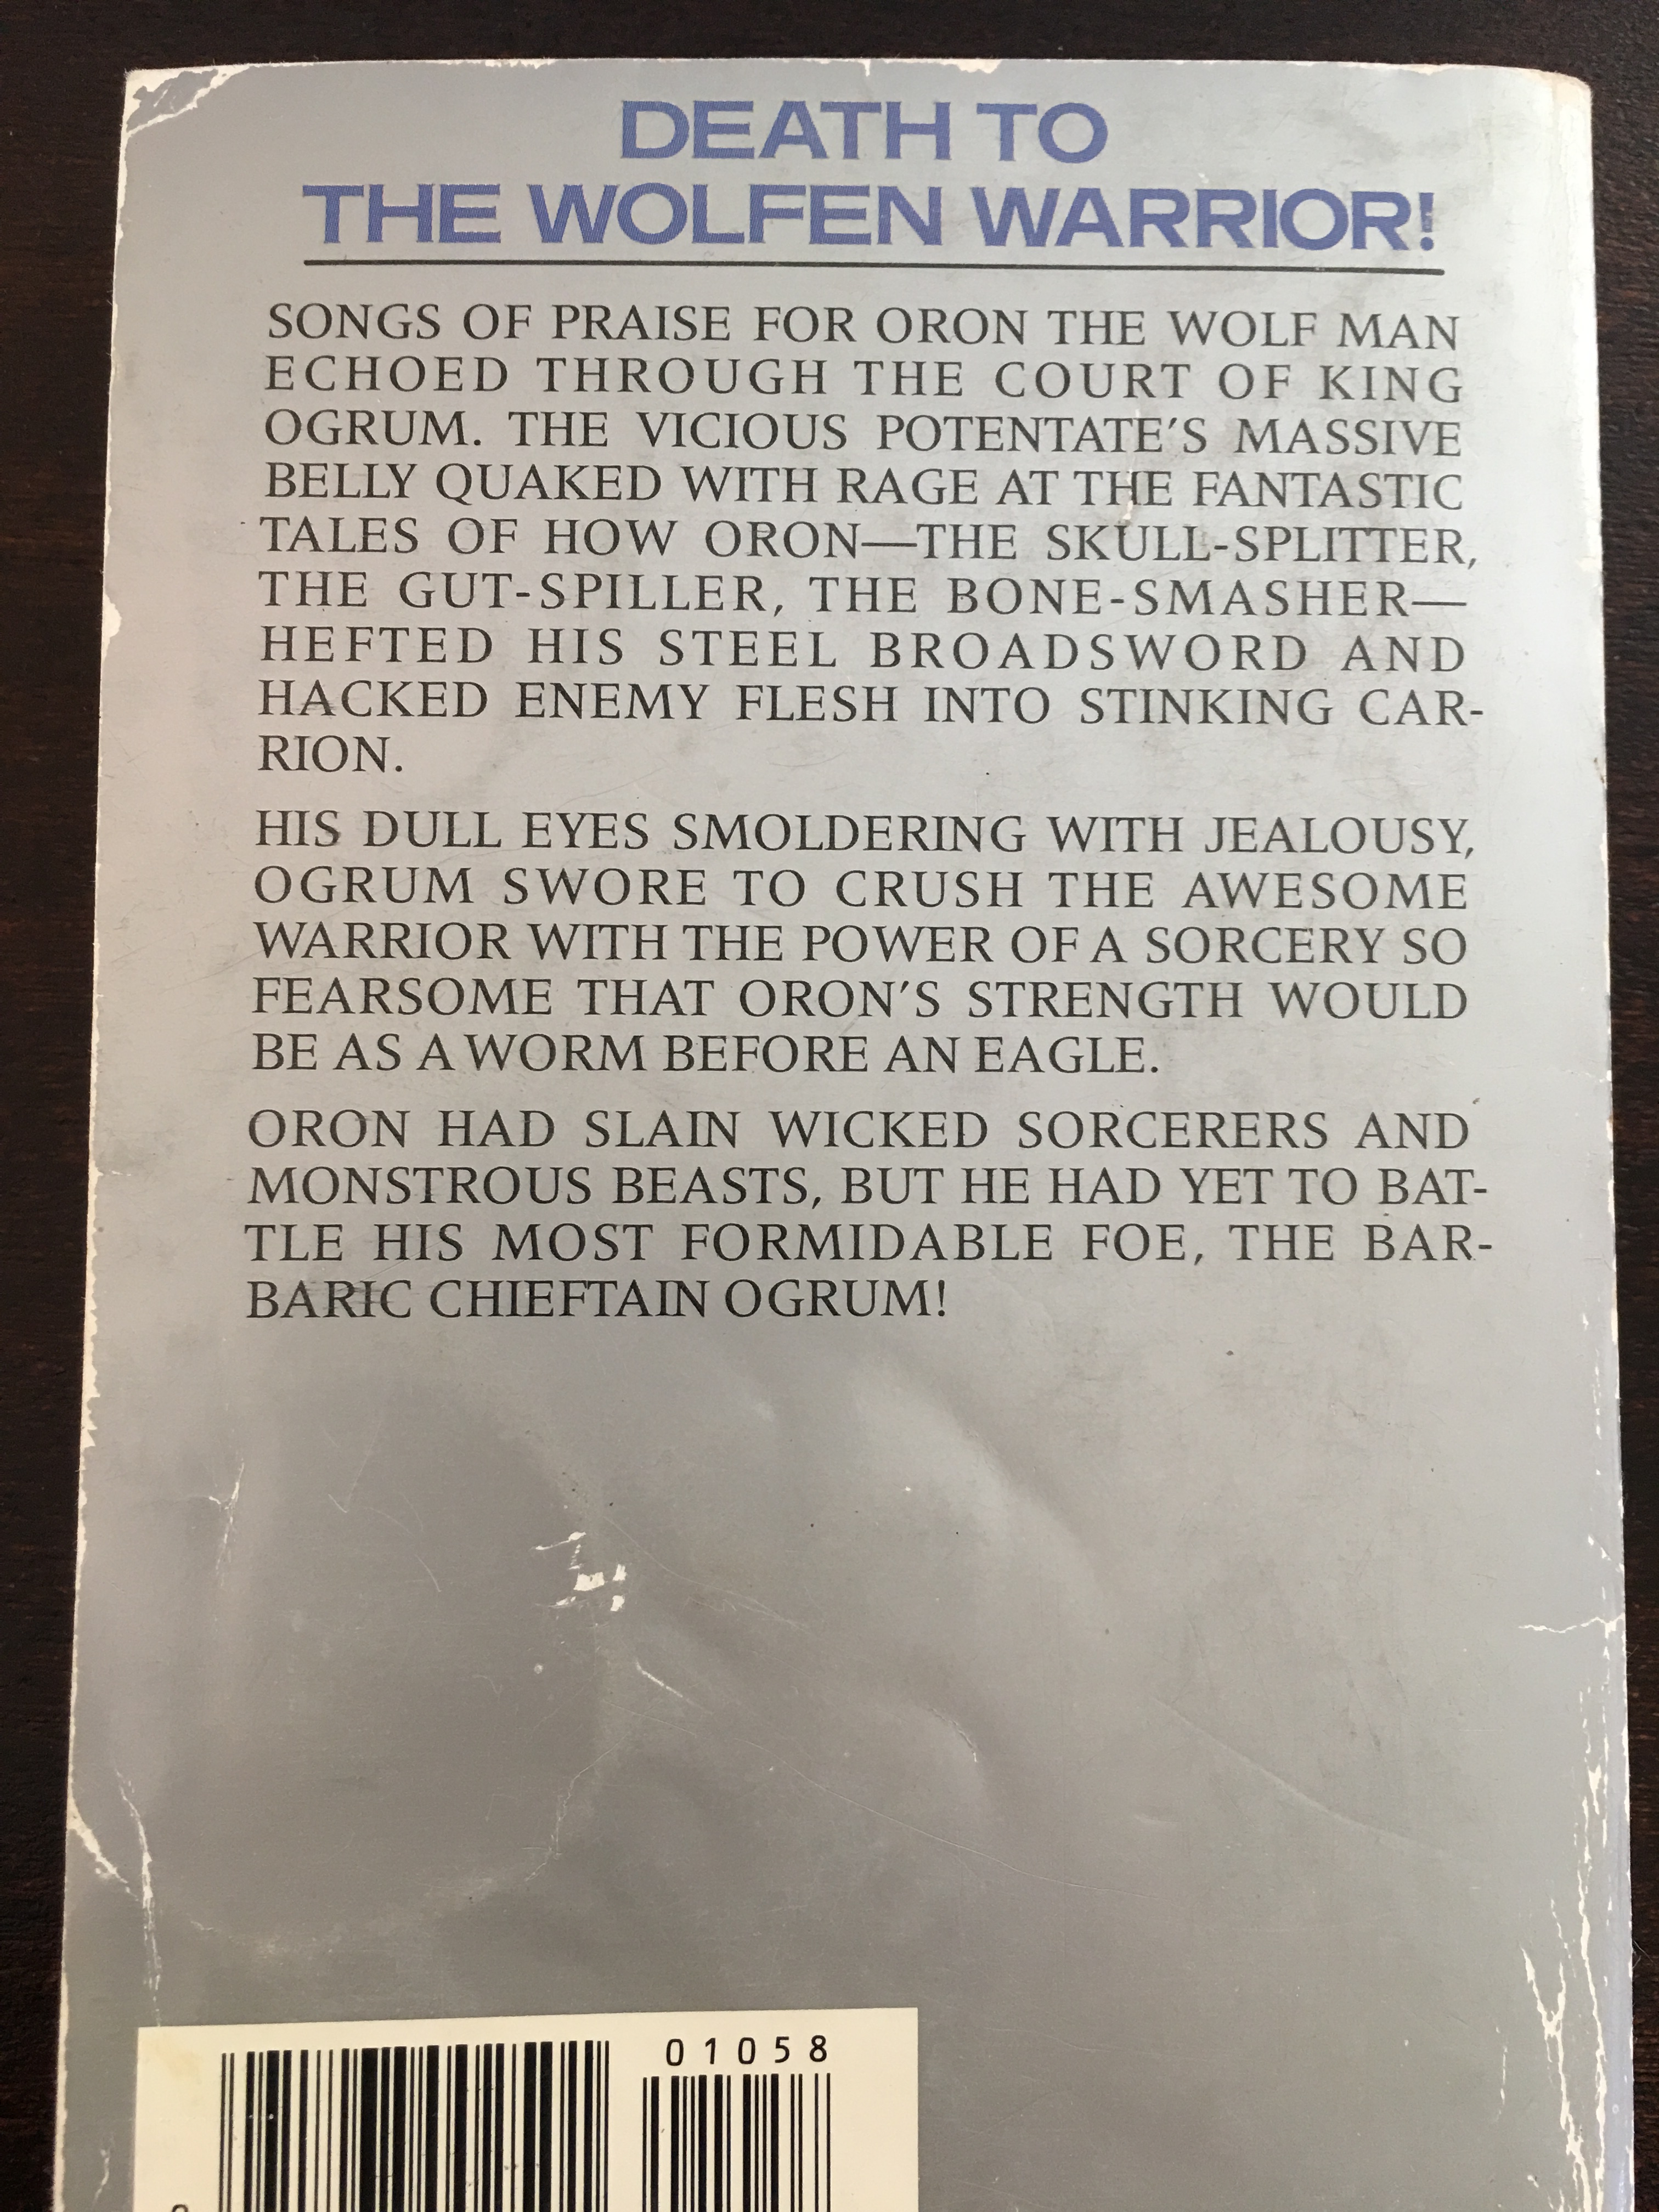 DEATH TO
THE WOLFEN WARRIOR!
SONGS OF PRAISE FOR ORON THE WOLF MAN
ECHOED THROUGH THE COURT OF KING
OGRUM. THE VICIOUS POTENTATE'S MASSIVE
BELLY QUAKED WITH RAGE AT THE FANTASTIC
TALES OF HOW ORON—THE SKULL-SPLITTER,
THE GUT-SPILLER, THE BONE-SMASHER—
HEFTED HIS STEEL BROADSWORD AND
HACKED ENEMY FLESH INTO STINKING CAR-
RION.
HIS DULL EYES SMOLDERING WITH JEALOUSY,
OGRUM SWORE TO CRUSH THE AWESOME
WARRIOR WITH THE POWER OF A SORCERY SO
FEARSOME THAT ORON'S STRENGTH WOULD
BE AS A WORM BEFORE AN EAGLE.
ORON HAD SLAIN WICKED SORCERERS AND
MONSTROUS BEASTS, BUT HE HAD YET TO BAT-
TLE HIS MOST FORMIDABLE FOE, THE BAR-
BARIC CHIEFTAIN OGRUM!
01058